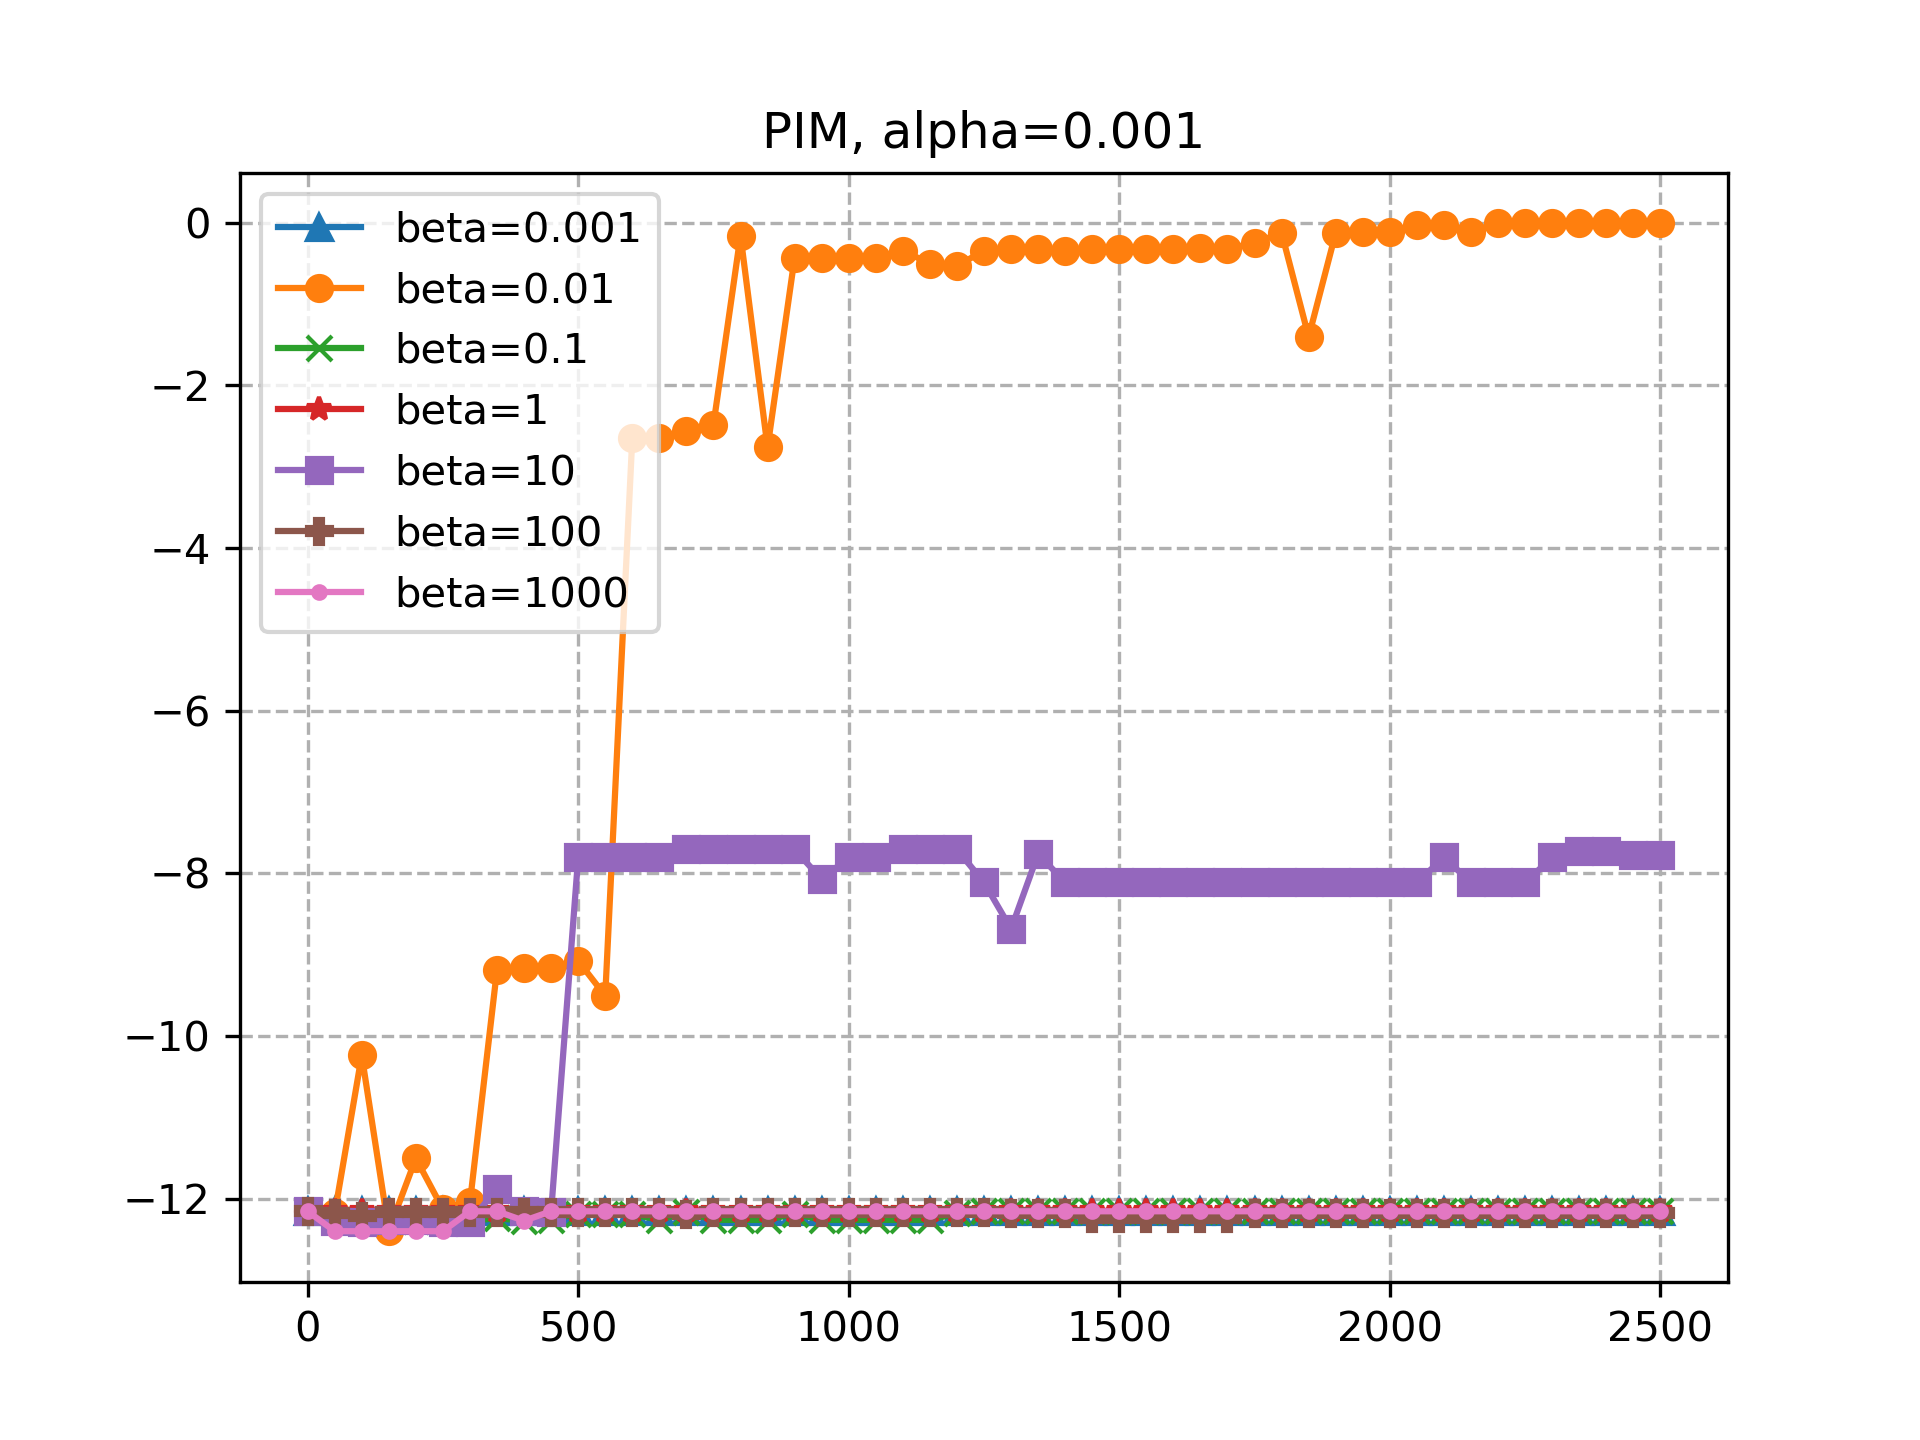 PIM, alpha=0.001
beta=0.001
beta=0.01
beta=0.1
beta=1
beta=10
beta=100
beta=1000
0
−2
−4
−6
−8
−10
−12
0 500 1000 1500 2000 2500